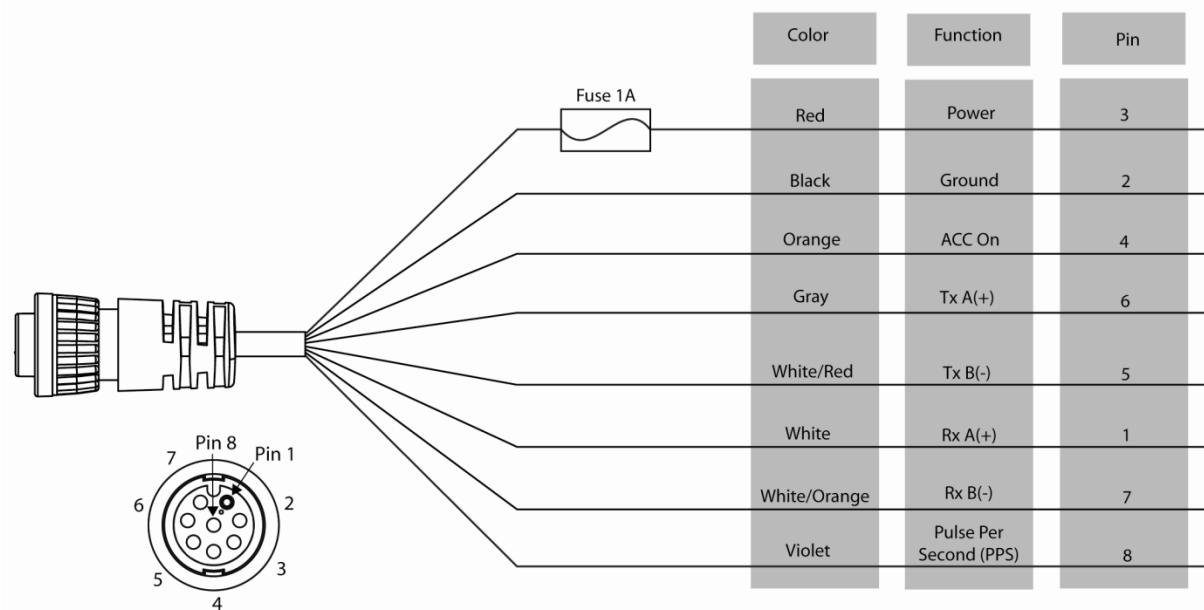 Color Function Pin
Fuse 1A
Red Power 3
Black Ground 2
Orange ACC On 4
Gray Tx A(+) 6
White/Red Tx B(-) 5
White Rx A(+) 1
White/Orange Rx B(-) 7
Violet Pulse Per Second (PPS) 8
Pin 8
Pin 1
7
6
5
4
3
2